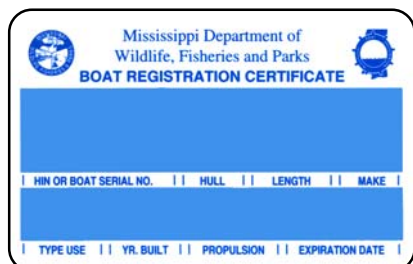 Mississippi Department of
Wildlife, Fisheries and Parks
BOAT REGISTRATION CERTIFICATE
| HIN OR BOAT SERIAL NO. | | HULL | | LENGTH | | MAKE |
| TYPE USE | | YR. BUILT | | PROPULSION | | EXPIRATION DATE |